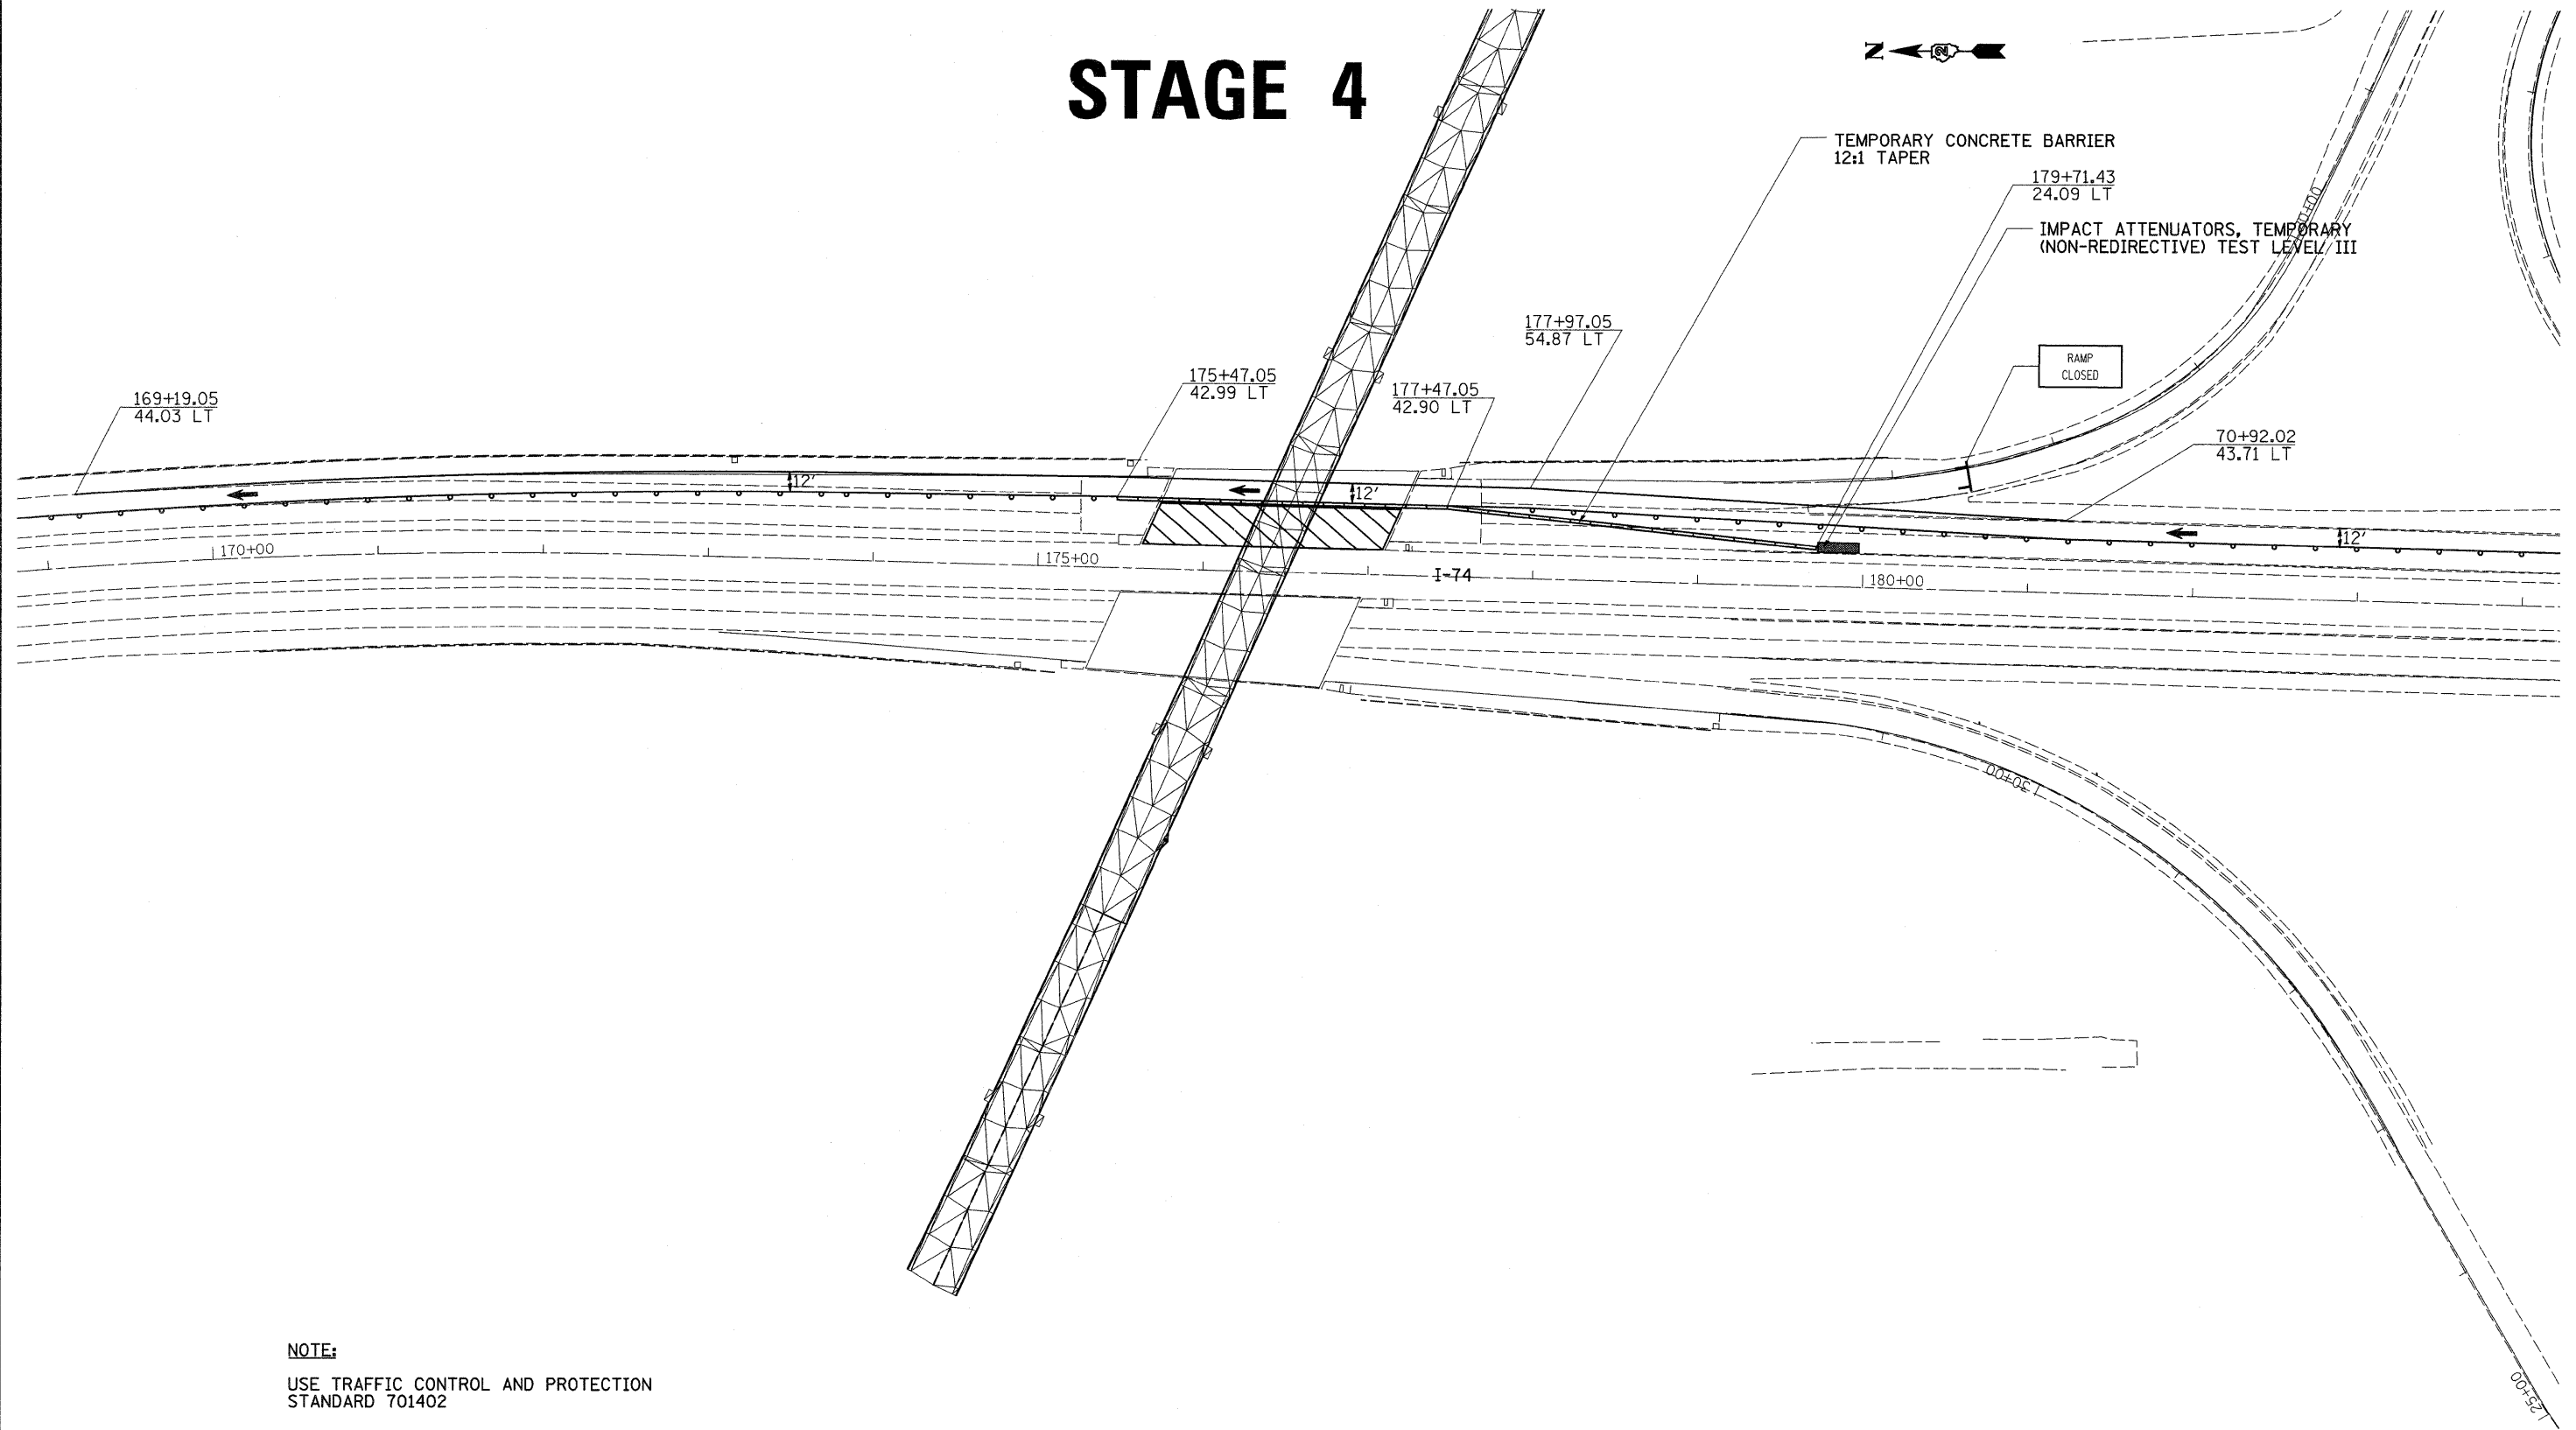 STAGE 4
N
TEMPORARY CONCRETE BARRIER
12:1 TAPER
179+71.43
24.09 LT
IMPACT ATTENUATORS, TEMPORARY
(NON-REDIRECTIVE) TEST LEVEL III
177+97.05
54.87 LT
RAMP
CLOSED
175+47.05
42.99 LT
177+47.05
42.90 LT
169+19.05
44.03 LT
70+92.02
43.71 LT
12'
12'
12'
170+00
175+00
I-74
180+00
30+00
25+00
NOTE:
USE TRAFFIC CONTROL AND PROTECTION
STANDARD 701402